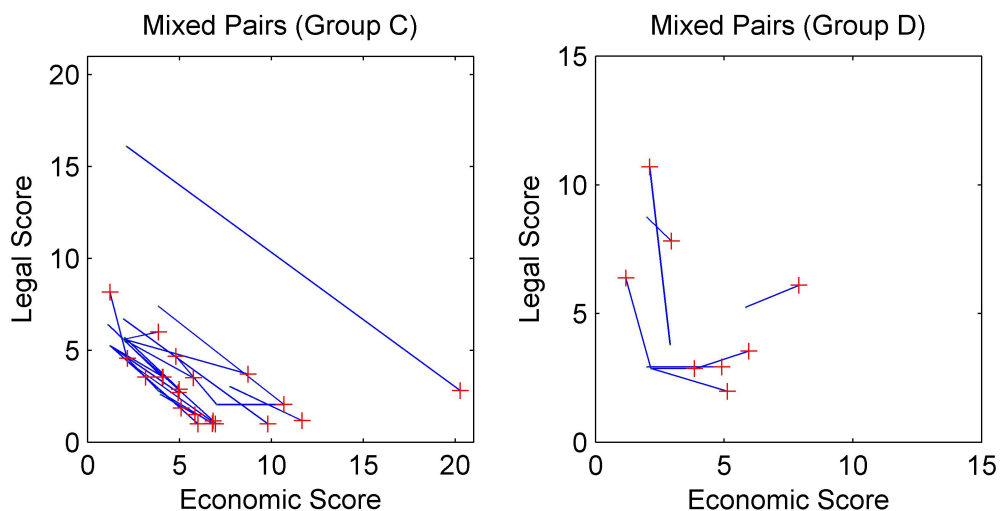 Mixed Pairs (Group C)
20
15
10
5
0
Legal Score
0 5 10 15 20
Economic Score
Mixed Pairs (Group D)
15
10
5
0
Legal Score
0 5 10 15
Economic Score